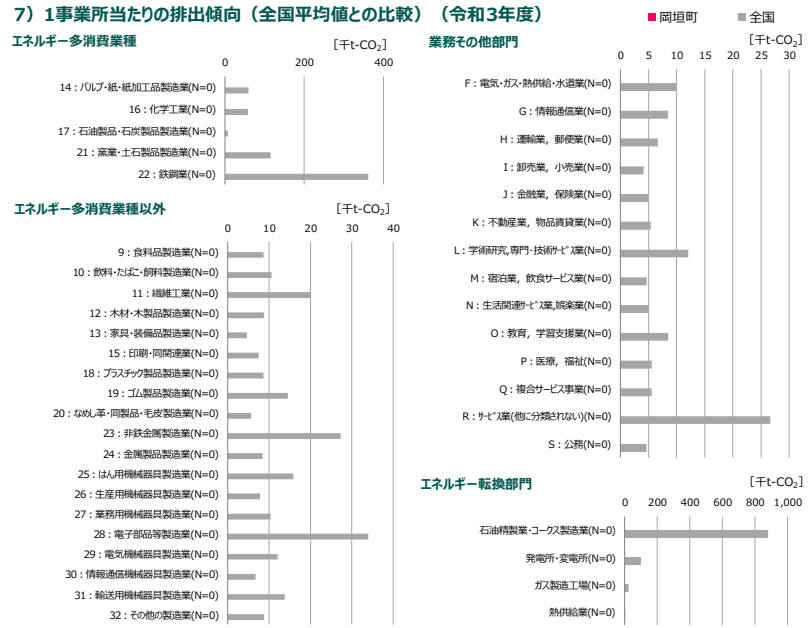 7）1事業所当たりの排出傾向（全国平均値との比較）（令和3年度）
岡垣町 全国
エネルギー多消費業種
[千t-CO2]
0 200 400
14：パルプ・紙・紙加工品製造業(N=0)
16：化学工業(N=0)
17：石油製品・石炭製品製造業(N=0)
21：窯業・土石製品製造業(N=0)
22：鉄鋼業(N=0)
エネルギー多消費業種以外
[千t-CO2]
0 10 20 30 40
9：食料品製造業(N=0)
10：飲料・たばこ・飼料製造業(N=0)
11：繊維工業(N=0)
12：木材・木製品製造業(N=0)
13：家具・装備品製造業(N=0)
15：印刷・同関連業(N=0)
18：プラスチック製品製造業(N=0)
19：ゴム製品製造業(N=0)
20：なめし革・同製品・毛皮製造業(N=0)
23：非鉄金属製造業(N=0)
24：金属製品製造業(N=0)
25：はん用機械器具製造業(N=0)
26：生産用機械器具製造業(N=0)
27：業務用機械器具製造業(N=0)
28：電子部品等製造業(N=0)
29：電気機械器具製造業(N=0)
30：情報通信機械器具製造業(N=0)
31：輸送用機械器具製造業(N=0)
32：その他の製造業(N=0)
業務その他部門
[千t-CO2]
0 5 10 15 20 25 30
F：電気・ガス・熱供給・水道業(N=0)
G：情報通信業(N=0)
H：運輸業，郵便業(N=0)
I：卸売業，小売業(N=0)
J：金融業，保険業(N=0)
K：不動産業，物品賃貸業(N=0)
L：学術研究,専門・技術ｻｰﾋﾞｽ業(N=0)
M：宿泊業，飲食サービス業(N=0)
N：生活関連ｻｰﾋﾞｽ業,娯楽業(N=0)
O：教育，学習支援業(N=0)
P：医療，福祉(N=0)
Q：複合サービス事業(N=0)
R：ｻｰﾋﾞｽ業(他に分類されない)(N=0)
S：公務(N=0)
エネルギー転換部門
[千t-CO2]
0 200 400 600 800 1,000
石油精製業・コークス製造業(N=0)
発電所・変電所(N=0)
ガス製造工場(N=0)
熱供給業(N=0)